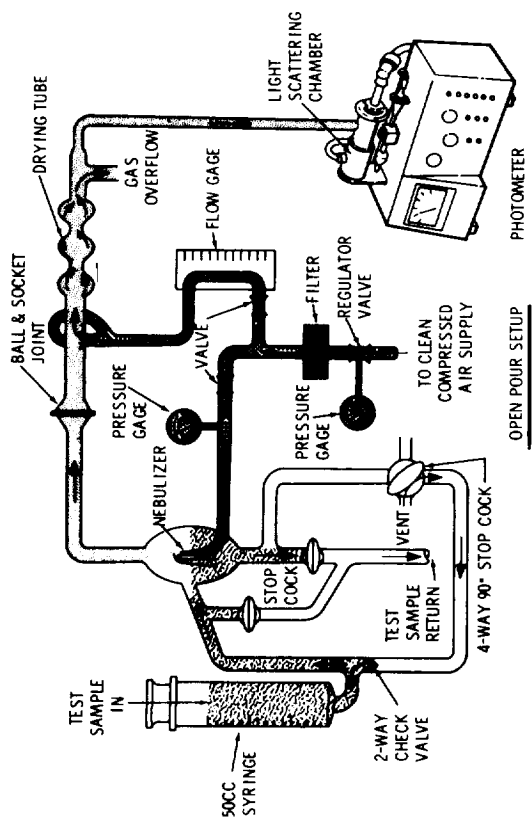 DRYING TUBE
BALL & SOCKET
JOINT
GAS
OVERFLOW
LIGHT
SCATTERING
CHAMBER
FLOW GAGE
PRESSURE
GAGE
VALVE
NEBULIZER
FILTER
REGULATOR
VALVE
PRESSURE
GAGE
TO CLEAN
COMPRESSED
AIR SUPPLY
PHOTOMETER
TEST SAMPLE
IN
50CC
SYRINGE
STOP
COCK
VENT
TEST
SAMPLE
RETURN
2-WAY
CHECK
VALVE
4-WAY 90° STOP COCK
OPEN POUR SETUP